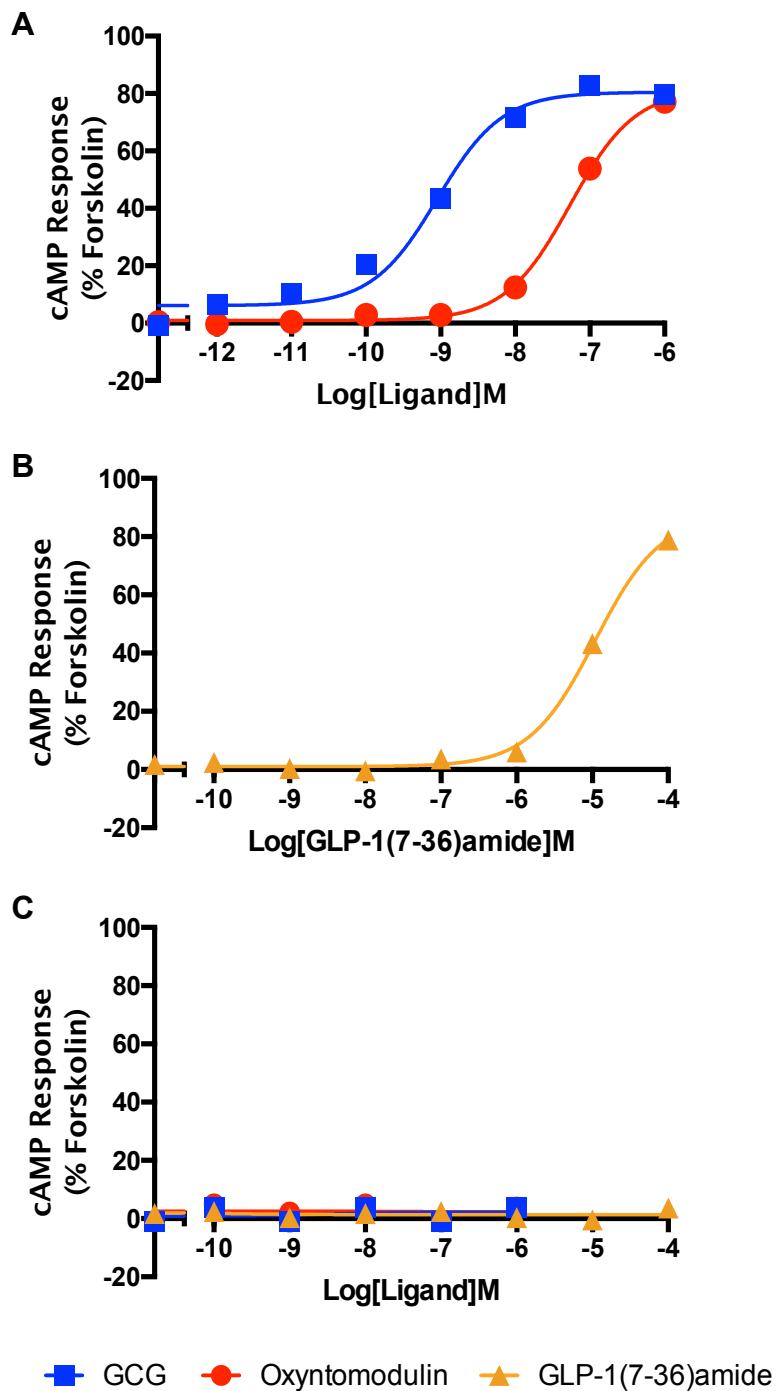 A
100
80
60
40
20
0
-20
cAMP Response
(% Forskolin)
-12 -11 -10 -9 -8 -7 -6
Log[Ligand]M
B
100
80
60
40
20
0
-20
cAMP Response
(% Forskolin)
-10 -9 -8 -7 -6 -5 -4
Log[GLP-1(7-36)amide]M
C
100
80
60
40
20
0
-20
cAMP Response
(% Forskolin)
-10 -9 -8 -7 -6 -5 -4
Log[Ligand]M
GCG Oxyntomodulin GLP-1(7-36)amide